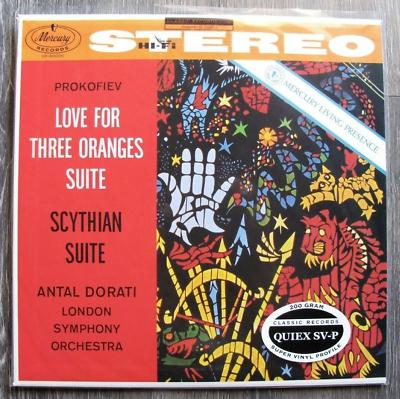 Mercury
RECORDS
HI-FI
STEREO
MERCURY LIVING PRESENCE
PROKOFIEV
LOVE FOR
THREE ORANGES
SUITE
SCYTHIAN
SUITE
ANTAL DORATI
LONDON
SYMPHONY
ORCHESTRA
200 GRAM
CLASSIC RECORDS
QUIEX SV-P
SUPER VINYL PROFILE